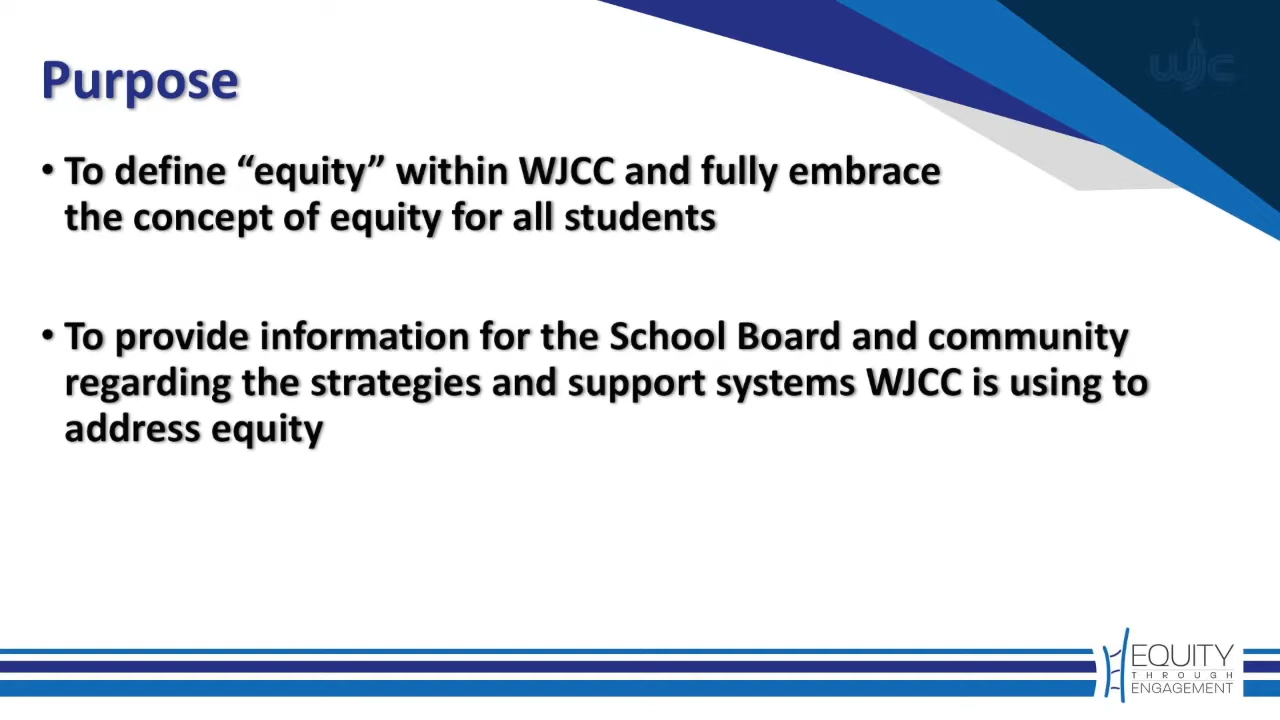 wjc
Purpose
• To define “equity” within WJCC and fully embrace
the concept of equity for all students
• To provide information for the School Board and community
regarding the strategies and support systems WJCC is using to
address equity
EQUITY
THROUGH
ENGAGEMENT